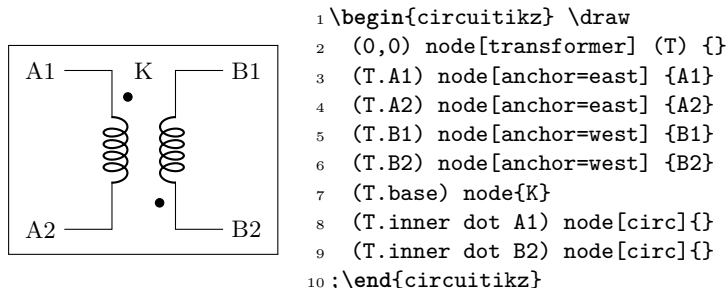 A1 K B1
A2 B2
1 \begin{circuitikz} \draw
2 (0,0) node[transformer] (T) {}
3 (T.A1) node[anchor=east] {A1}
4 (T.A2) node[anchor=east] {A2}
5 (T.B1) node[anchor=west] {B1}
6 (T.B2) node[anchor=west] {B2}
7 (T.base) node{K}
8 (T.inner dot A1) node[circ]{}
9 (T.inner dot B2) node[circ]{}
10 ;\end{circuitikz}